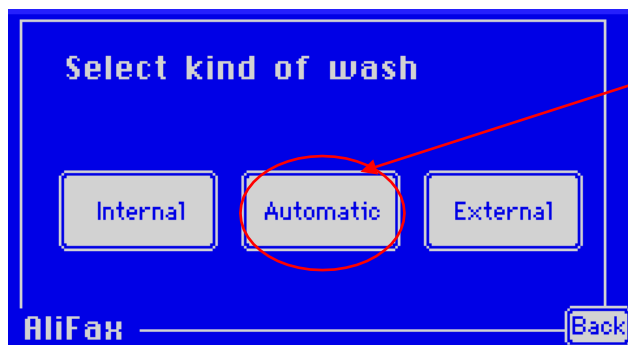 Select kind of wash
Internal
Automatic
External
AliFax
Back